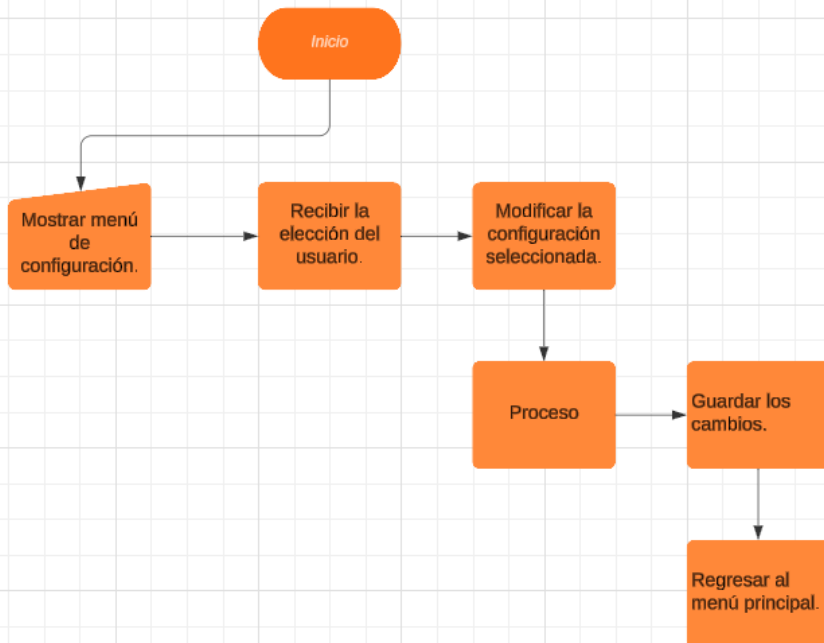 Inicio
Mostrar menú
de
configuración.
Recibir la
elección del
usuario.
Modificar la
configuración
seleccionada.
Proceso
Guardar los
cambios.
Regresar al
menú principal.